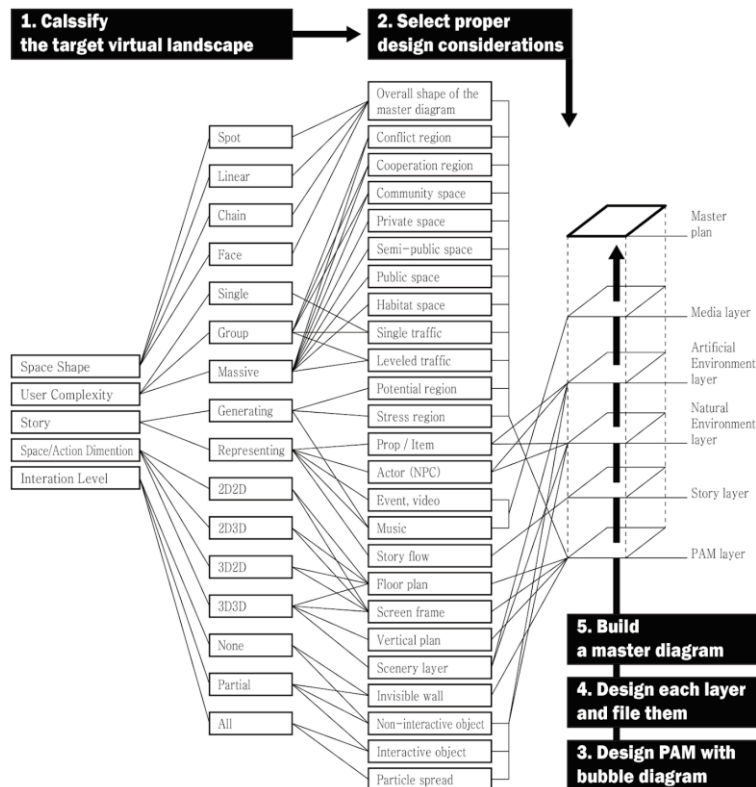 1. Calssify
the target virtual landscape
2. Select proper
design considerations
Space Shape
User Complexity
Story
Space/Action Dimention
Interation Level
Spot
Linear
Chain
Face
Single
Group
Massive
Generating
Representing
2D2D
2D3D
3D2D
3D3D
None
Partial
All
Overall shape of the
master diagram
Conflict region
Cooperation region
Community space
Private space
Semi-public space
Public space
Habitat space
Single traffic
Leveled traffic
Potential region
Stress region
Prop / Item
Actor (NPC)
Event, video
Music
Story flow
Floor plan
Screen frame
Vertical plan
Scenery layer
Invisible wall
Non-interactive object
Interactive object
Particle spread
Master
plan
Media layer
Artificial
Environment
layer
Natural
Environment
layer
Story layer
PAM layer
5. Build
a master diagram
4. Design each layer
and file them
3. Design PAM with
bubble diagram